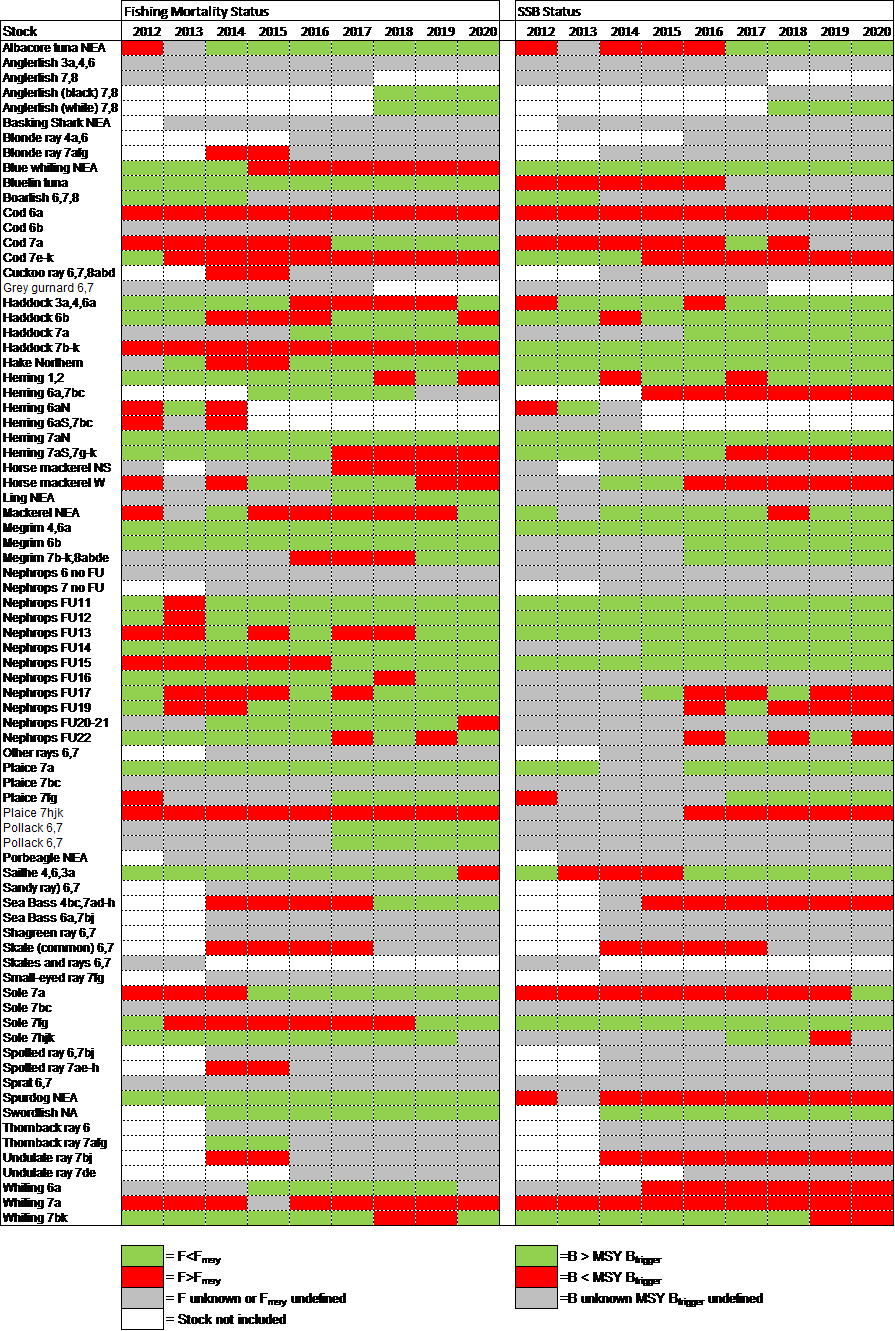 Fishing Mortality Status SSB Status
Stock 2012 2013 2014 2015 2016 2017 2018 2019 2020 2012 2013 2014 2015 2016 2017 2018 2019 2020
Albacore tuna NEA
Anglerfish 3a,4,6
Anglerfish 7,8
Anglerfish (black) 7,8
Anglerfish (white) 7,8
Basking Shark NEA
Blonde ray 4a,6
Blonde ray 7afg
Blue whiting NEA
Bluefin tuna
Boarfish 6,7,8
Cod 6a
Cod 6b
Cod 7a
Cod 7e-k
Cuckoo ray 6,7,8abd
Grey gurnard 6,7
Haddock 3a,4,6a
Haddock 6b
Haddock 7a
Haddock 7b-k
Hake Northern
Herring 1,2
Herring 6a,7bc
Herring 6aN
Herring 6aS,7bc
Herring 7aN
Herring 7aS,7g-k
Horse mackerel NS
Horse mackerel W
Ling NEA
Mackerel NEA
Megrim 4,6a
Megrim 6b
Megrim 7b-k,8abde
Nephrops 6 no FU
Nephrops 7 no FU
Nephrops FU11
Nephrops FU12
Nephrops FU13
Nephrops FU14
Nephrops FU15
Nephrops FU16
Nephrops FU17
Nephrops FU19
Nephrops FU20-21
Nephrops FU22
Other rays 6,7
Plaice 7a
Plaice 7bc
Plaice 7fg
Plaice 7hjk
Pollack 6,7
Pollack 6,7
Porbeagle NEA
Saithe 4,6,3a
Sandy ray) 6,7
Sea Bass 4bc,7ad-h
Sea Bass 6a,7bj
Shagreen ray 6,7
Skate (common) 6,7
Skates and rays 6,7
Small-eyed ray 7fg
Sole 7a
Sole 7bc
Sole 7fg
Sole 7hjk
Spotted ray 6,7bj
Spotted ray 7ae-h
Sprat 6,7
Spurdog NEA
Swordfish NA
Thornback ray 6
Thornback ray 7afg
Undulate ray 7bj
Undulate ray 7de
Whiting 6a
Whiting 7a
Whiting 7bk
= F<Fmsy =B > MSY Btrigger
= F>Fmsy =B < MSY Btrigger
= F unknown or Fmsy undefined =B unknown MSY Btrigger undefined
= Stock not included